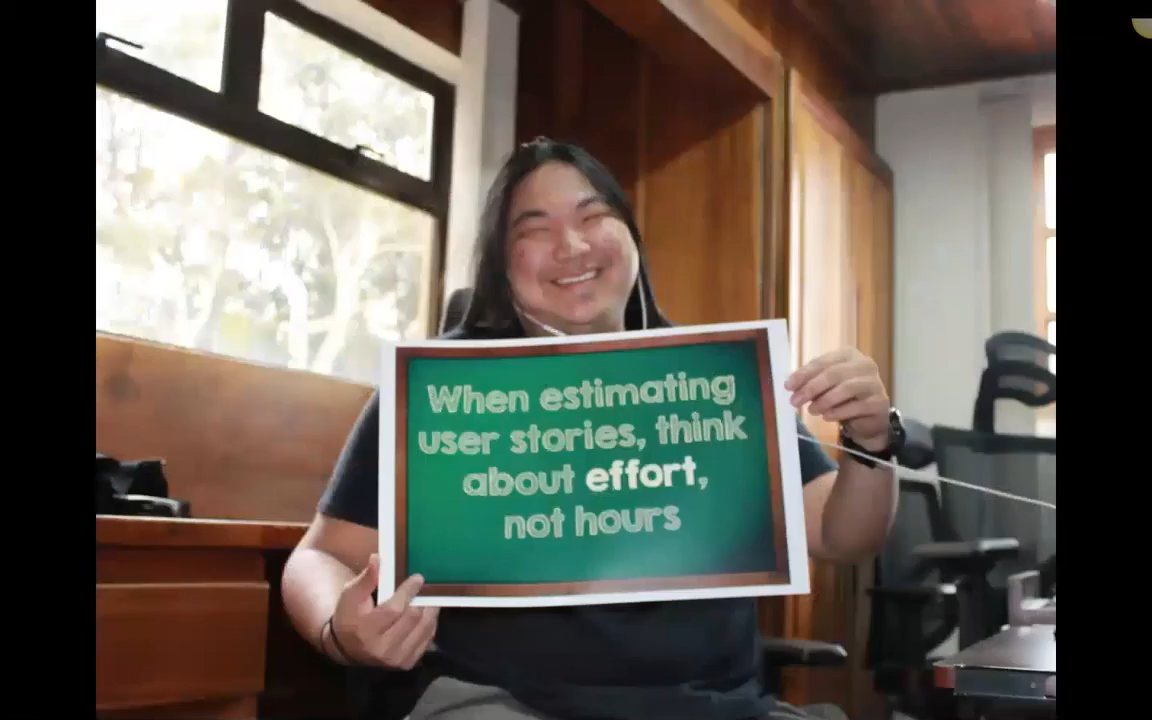 When estimating
user stories, think
about effort,
not hours